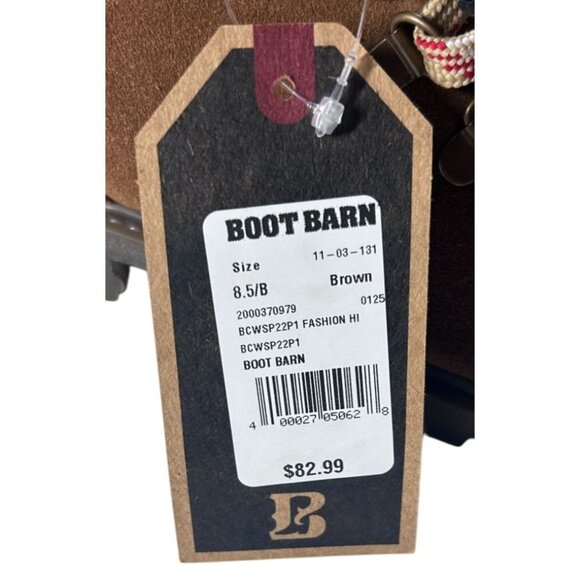 BOOT BARN
11-03-131
Size
8.5/B Brown
2000370979 0125
BCWSP22P1 FASHION HI
BCWSP22P1
BOOT BARN
4 00027 05062 8
$82.99
B